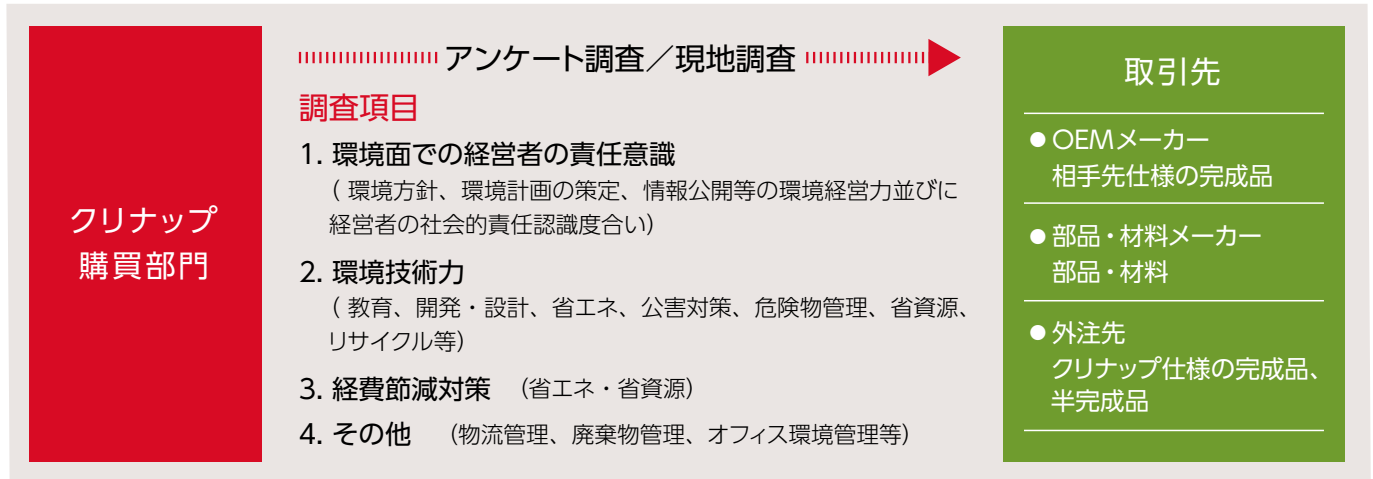 クリナップ
購買部門
アンケート調査／現地調査
調査項目
1. 環境面での経営者の責任意識
（ 環境方針、環境計画の策定、情報公開等の環境経営力並びに
経営者の社会的責任認識度合い）
2. 環境技術力
（ 教育、開発・設計、省エネ、公害対策、危険物管理、省資源、
リサイクル等）
3. 経費節減対策　（省エネ・省資源）
4. その他　（物流管理、廃棄物管理、オフィス環境管理等）
取引先
● OEMメーカー
相手先仕様の完成品
● 部品・材料メーカー
部品・材料
● 外注先
クリナップ仕様の完成品、
半完成品